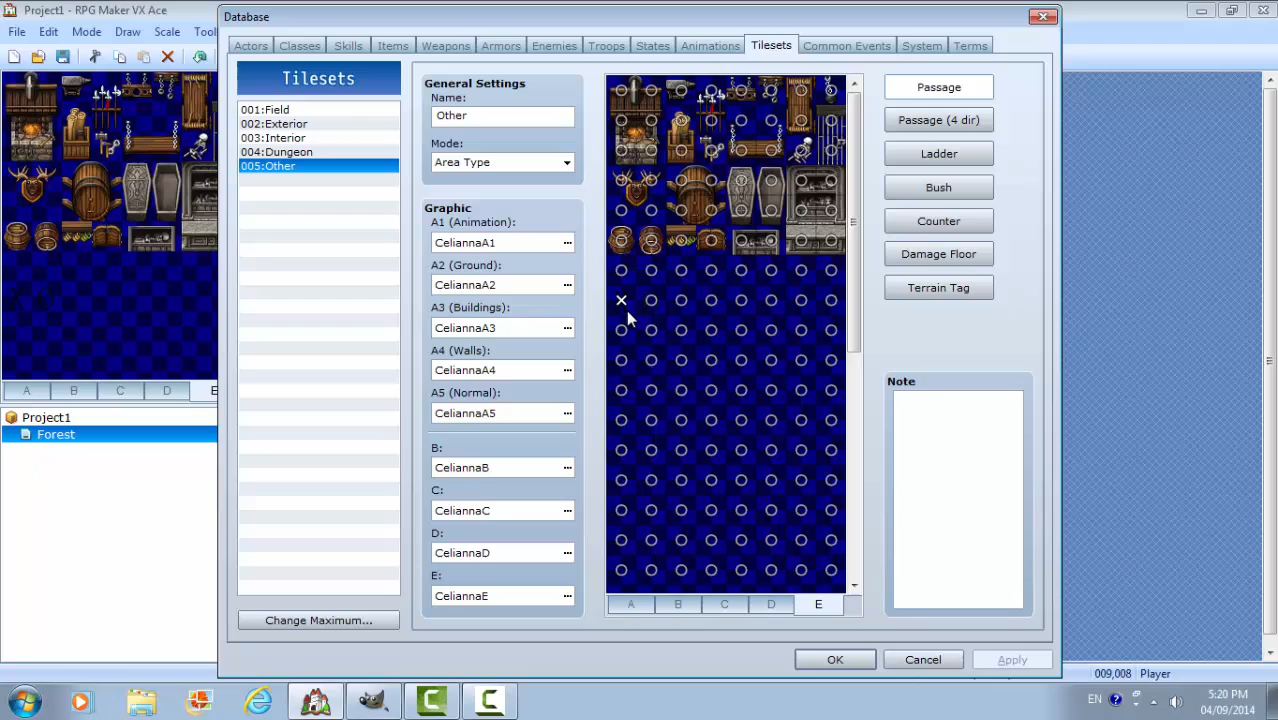 Project1 - RPG Maker VX Ace
File Edit Mode Draw Scale Tool
A B C D E
Project1
Forest
Database
Actors Classes Skills Items Weapons Armors Enemies Troops States Animations Tilesets Common Events System Terms
Tilesets
001:Field
002:Exterior
003:Interior
004:Dungeon
005:Other
Change Maximum...
General Settings
Name:
Other
Mode:
Area Type
Graphic
A1 (Animation):
CeliannaA1
A2 (Ground):
CeliannaA2
A3 (Buildings):
CeliannaA3
A4 (Walls):
CeliannaA4
A5 (Normal):
CeliannaA5
B:
CeliannaB
C:
CeliannaC
D:
CeliannaD
E:
CeliannaE
A B C D E
Passage
Passage (4 dir)
Ladder
Bush
Counter
Damage Floor
Terrain Tag
Note
OK Cancel Apply
009,008 Player
EN
5:20 PM
04/09/2014